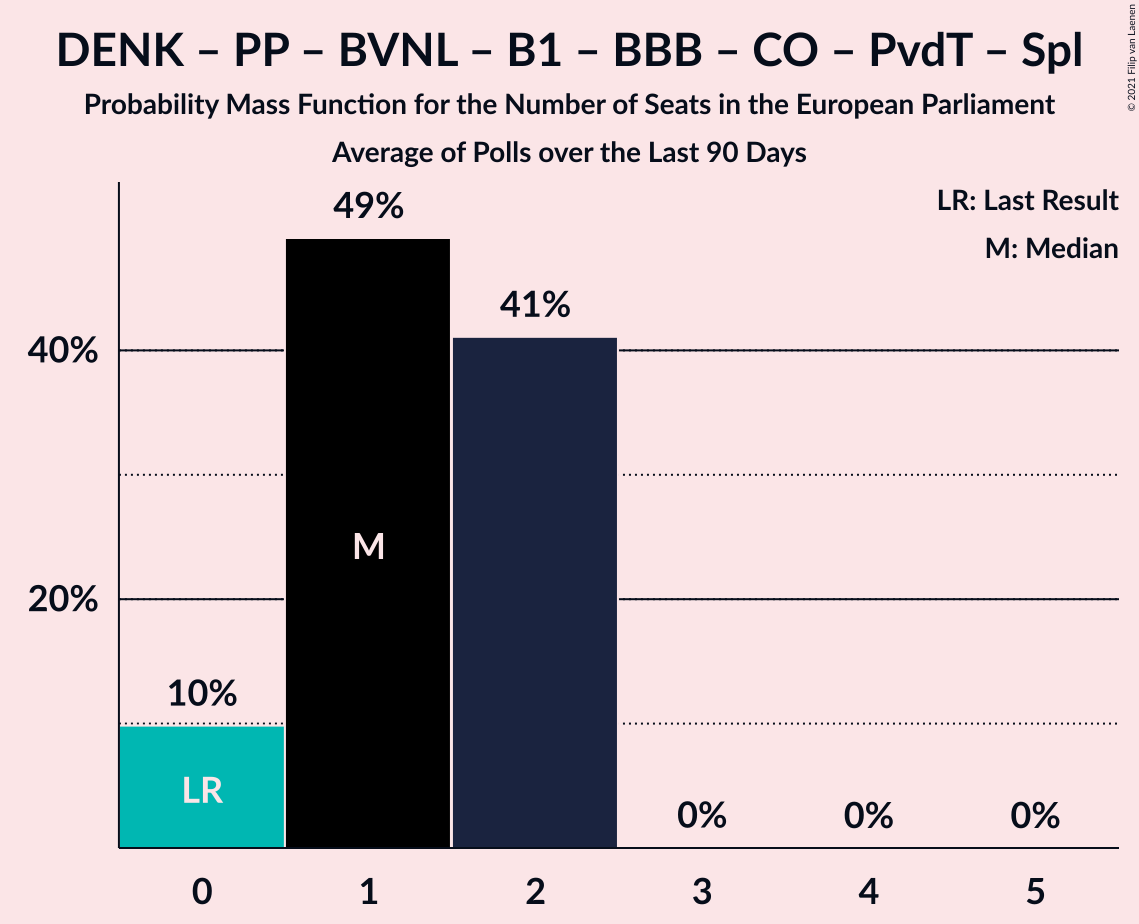 DENK – PP – BVNL – B1 – BBB – CO – PvdT – Spl
Probability Mass Function for the Number of Seats in the European Parliament
Average of Polls over the Last 90 Days
© 2021 Filip van Laenen
LR: Last Result
M: Median
49%
41%
40%
M
20%
10%
LR
0% 0% 0%
0 1 2 3 4 5